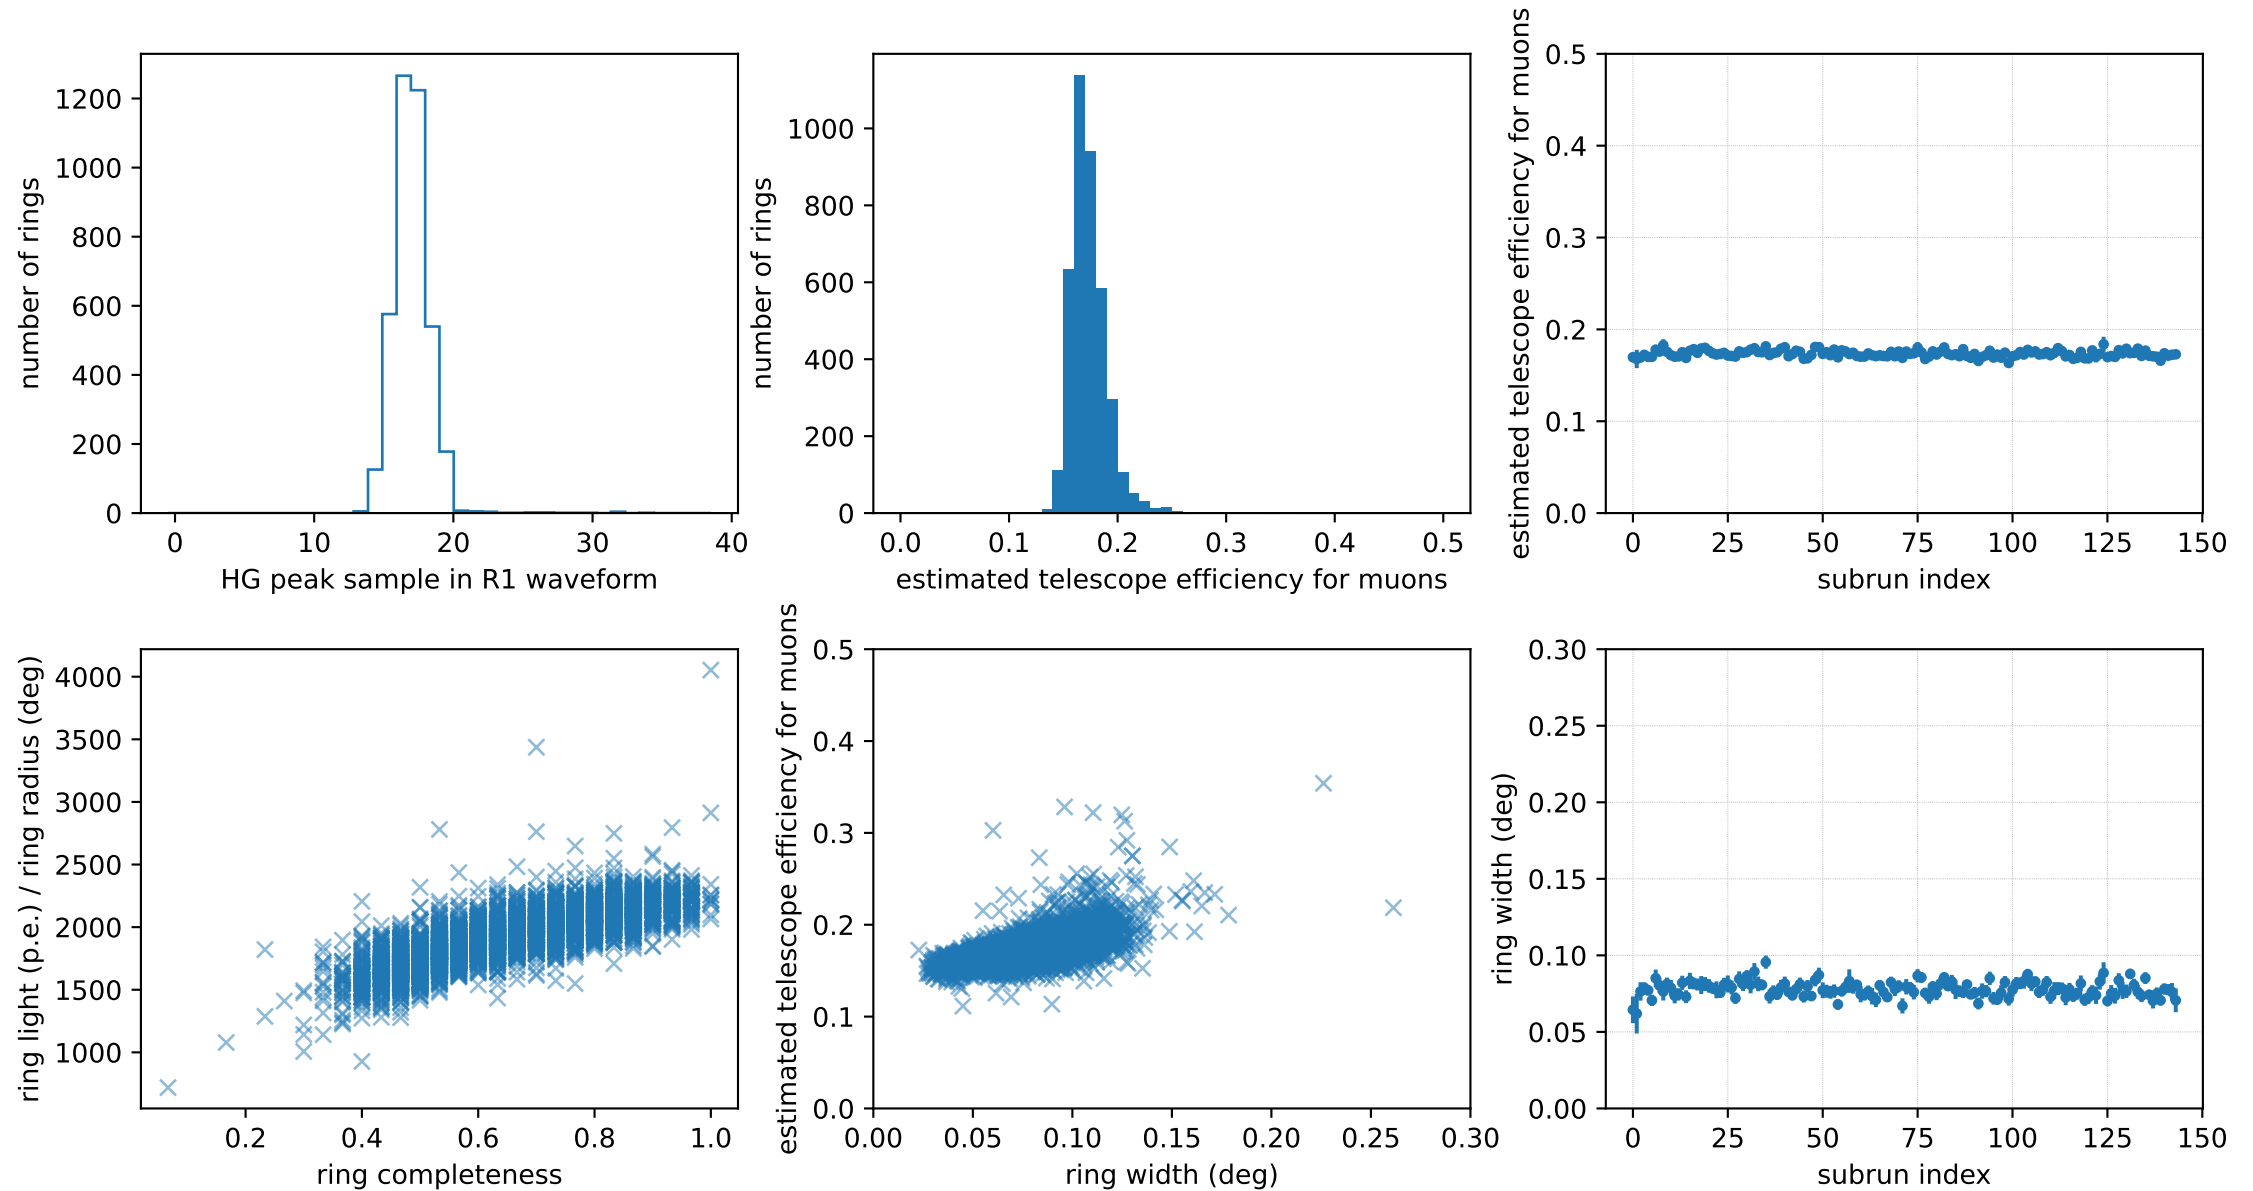 1200
1000
800
600
400
200
0
number of rings
0 10 20 30 40
HG peak sample in R1 waveform
1000
800
600
400
200
0
number of rings
0.0 0.1 0.2 0.3 0.4 0.5
estimated telescope efficiency for muons
0.5
0.4
0.3
0.2
0.1
0.0
estimated telescope efficiency for muons
0 25 50 75 100 125 150
subrun index
4000
3500
3000
2500
2000
1500
1000
ring light (p.e.) / ring radius (deg)
0.2 0.4 0.6 0.8 1.0
ring completeness
0.5
0.4
0.3
0.2
0.1
0.0
estimated telescope efficiency for muons
0.00 0.05 0.10 0.15 0.20 0.25 0.30
ring width (deg)
0.30
0.25
0.20
0.15
0.10
0.05
0.00
ring width (deg)
0 25 50 75 100 125 150
subrun index